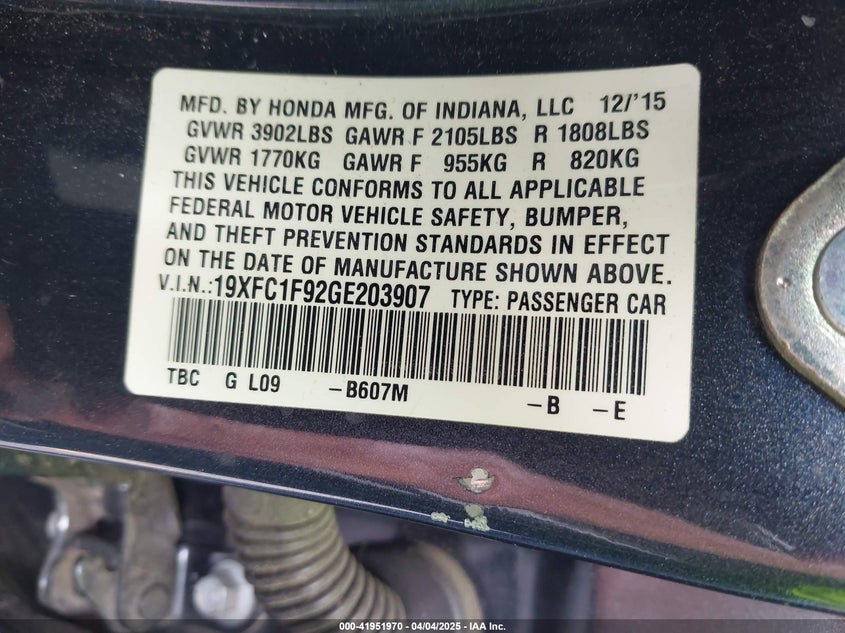 MFD. BY HONDA MFG. OF INDIANA, LLC 12/'15
GVWR 3902LBS GAWR F 2105LBS R 1808LBS
GVWR 1770KG GAWR F 955KG R 820KG
THIS VEHICLE CONFORMS TO ALL APPLICABLE
FEDERAL MOTOR VEHICLE SAFETY, BUMPER,
AND THEFT PREVENTION STANDARDS IN EFFECT
ON THE DATE OF MANUFACTURE SHOWN ABOVE.
V.I.N.:19XFC1F92GE203907 TYPE: PASSENGER CAR
TBC G L09 -B607M -B -E
000-41951970 - 04/04/2025 - IAA Inc.